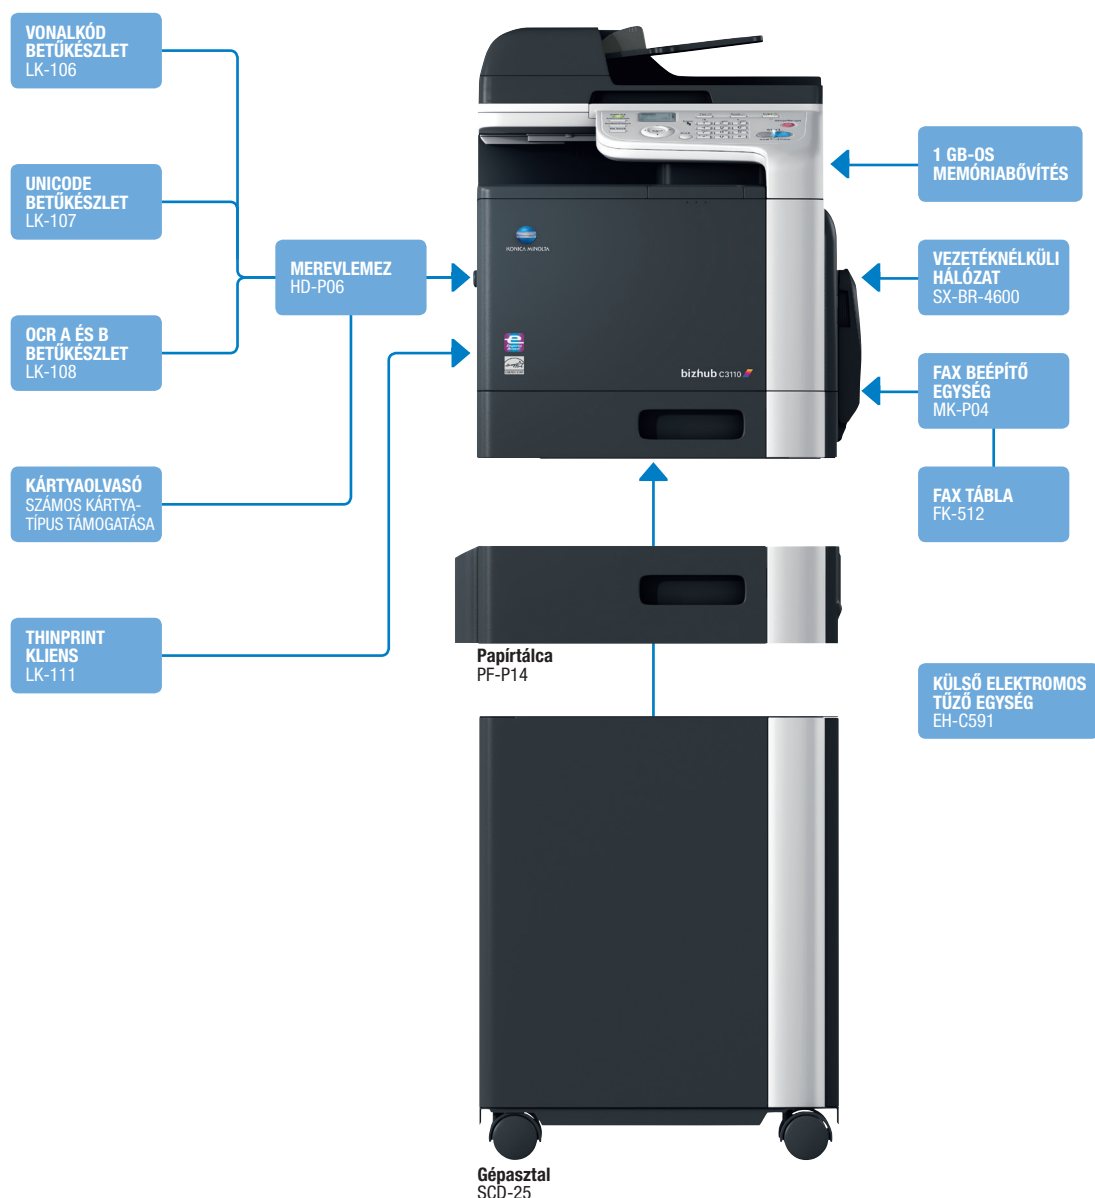 VONALKÓD
BETŰKÉSZLET
LK-106
UNICODE
BETŰKÉSZLET
LK-107
OCR A ÉS B
BETŰKÉSZLET
LK-108
KÁRTYAOLVASÓ
SZÁMOS KÁRTYA-
TÍPUS TÁMOGATÁSA
THINPRINT
KLIENS
LK-111
MEREVLEMEZ
HD-P06
KONICA MINOLTA
bizhub C3110
1 GB-OS
MEMÓRIABŐVÍTÉS
VEZETÉKNÉLKÜLI
HÁLÓZAT
SX-BR-4600
FAX BEÉPÍTŐ
EGYSÉG
MK-P04
FAX TÁBLA
FK-512
KÜLSŐ ELEKTROMOS
TŰZŐ EGYSÉG
EH-C591
Papírtálca
PF-P14
Gépasztal
SCD-25